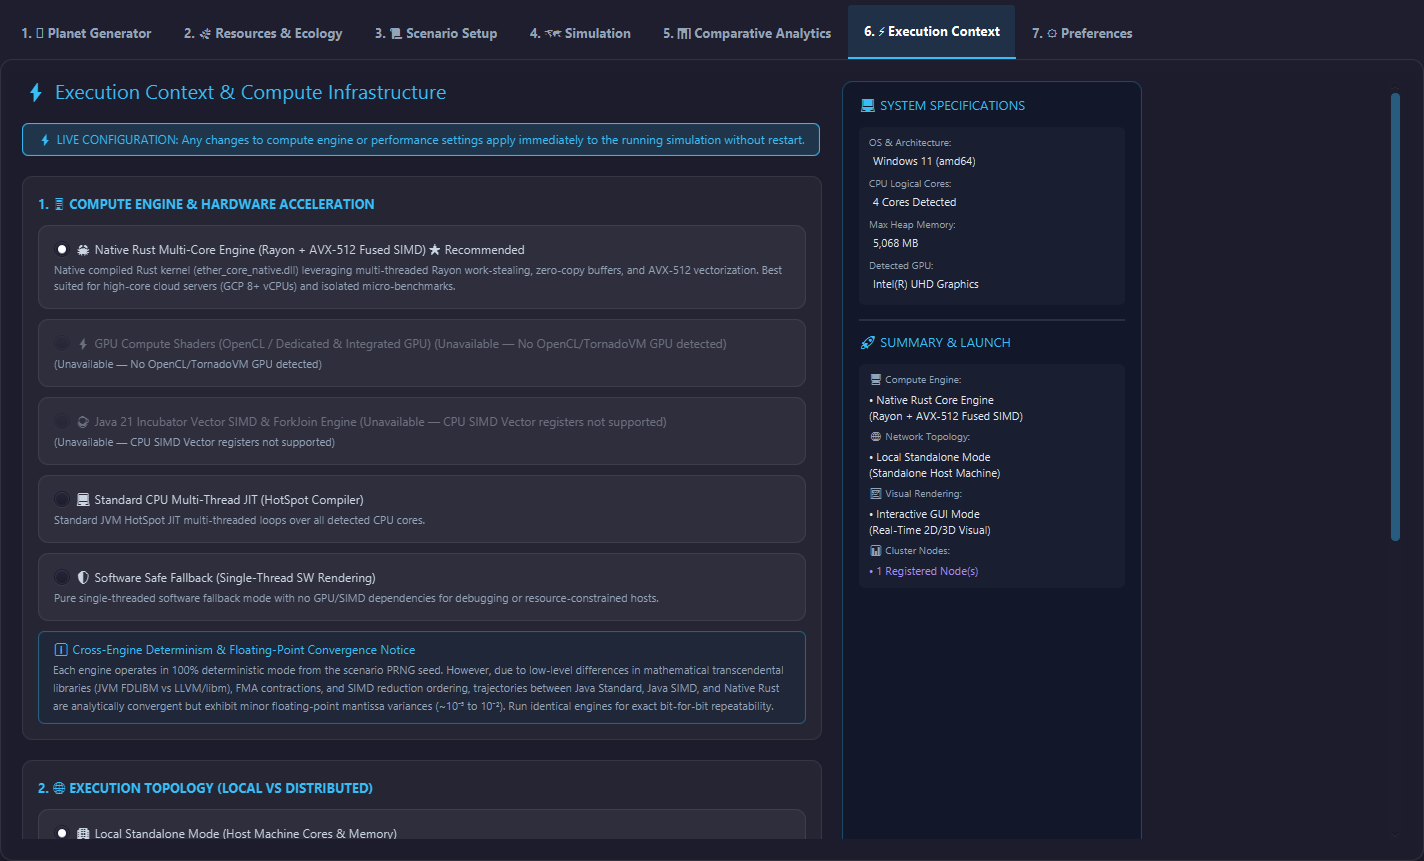 1. Planet Generator
2. Resources & Ecology
3. Scenario Setup
4. Simulation
5. Comparative Analytics
6. ⚡ Execution Context
7. ⚙ Preferences
⚡ Execution Context & Compute Infrastructure
⚡ LIVE CONFIGURATION: Any changes to compute engine or performance settings apply immediately to the running simulation without restart.
1. COMPUTE ENGINE & HARDWARE ACCELERATION
Native Rust Multi-Core Engine (Rayon + AVX-512 Fused SIMD) ★ Recommended
Native compiled Rust kernel (ether_core_native.dll) leveraging multi-threaded Rayon work-stealing, zero-copy buffers, and AVX-512 vectorization. Best
suited for high-core cloud servers (GCP 8+ vCPUs) and isolated micro-benchmarks.
⚡ GPU Compute Shaders (OpenCL / Dedicated & Integrated GPU) (Unavailable — No OpenCL/TornadoVM GPU detected)
(Unavailable — No OpenCL/TornadoVM GPU detected)
Java 21 Incubator Vector SIMD & ForkJoin Engine (Unavailable — CPU SIMD Vector registers not supported)
(Unavailable — CPU SIMD Vector registers not supported)
Standard CPU Multi-Thread JIT (HotSpot Compiler)
Standard JVM HotSpot JIT multi-threaded loops over all detected CPU cores.
Software Safe Fallback (Single-Thread SW Rendering)
Pure single-threaded software fallback mode with no GPU/SIMD dependencies for debugging or resource-constrained hosts.
Cross-Engine Determinism & Floating-Point Convergence Notice
Each engine operates in 100% deterministic mode from the scenario PRNG seed. However, due to low-level differences in mathematical transcendental
libraries (JVM FDLIBM vs LLVM/libm), FMA contractions, and SIMD reduction ordering, trajectories between Java Standard, Java SIMD, and Native Rust
are analytically convergent but exhibit minor floating-point mantissa variances (~10⁻⁵ to 10⁻²). Run identical engines for exact bit-for-bit repeatability.
2. EXECUTION TOPOLOGY (LOCAL VS DISTRIBUTED)
Local Standalone Mode (Host Machine Cores & Memory)
SYSTEM SPECIFICATIONS
OS & Architecture:
Windows 11 (amd64)
CPU Logical Cores:
4 Cores Detected
Max Heap Memory:
5,068 MB
Detected GPU:
Intel(R) UHD Graphics
SUMMARY & LAUNCH
Compute Engine:
• Native Rust Core Engine
(Rayon + AVX-512 Fused SIMD)
Network Topology:
• Local Standalone Mode
(Standalone Host Machine)
Visual Rendering:
• Interactive GUI Mode
(Real-Time 2D/3D Visual)
Cluster Nodes:
• 1 Registered Node(s)